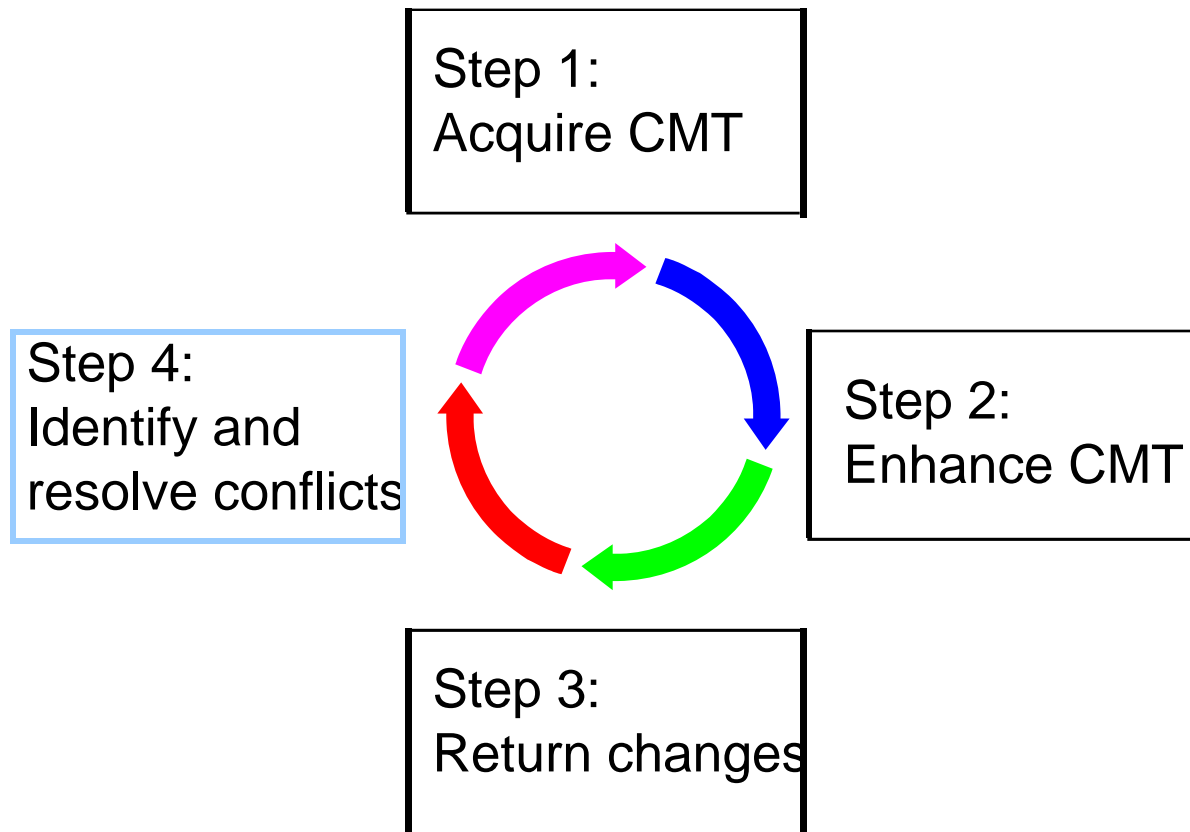 Step 1:
Acquire CMT
Step 2:
Enhance CMT
Step 3:
Return changes
Step 4:
Identify and
resolve conflicts